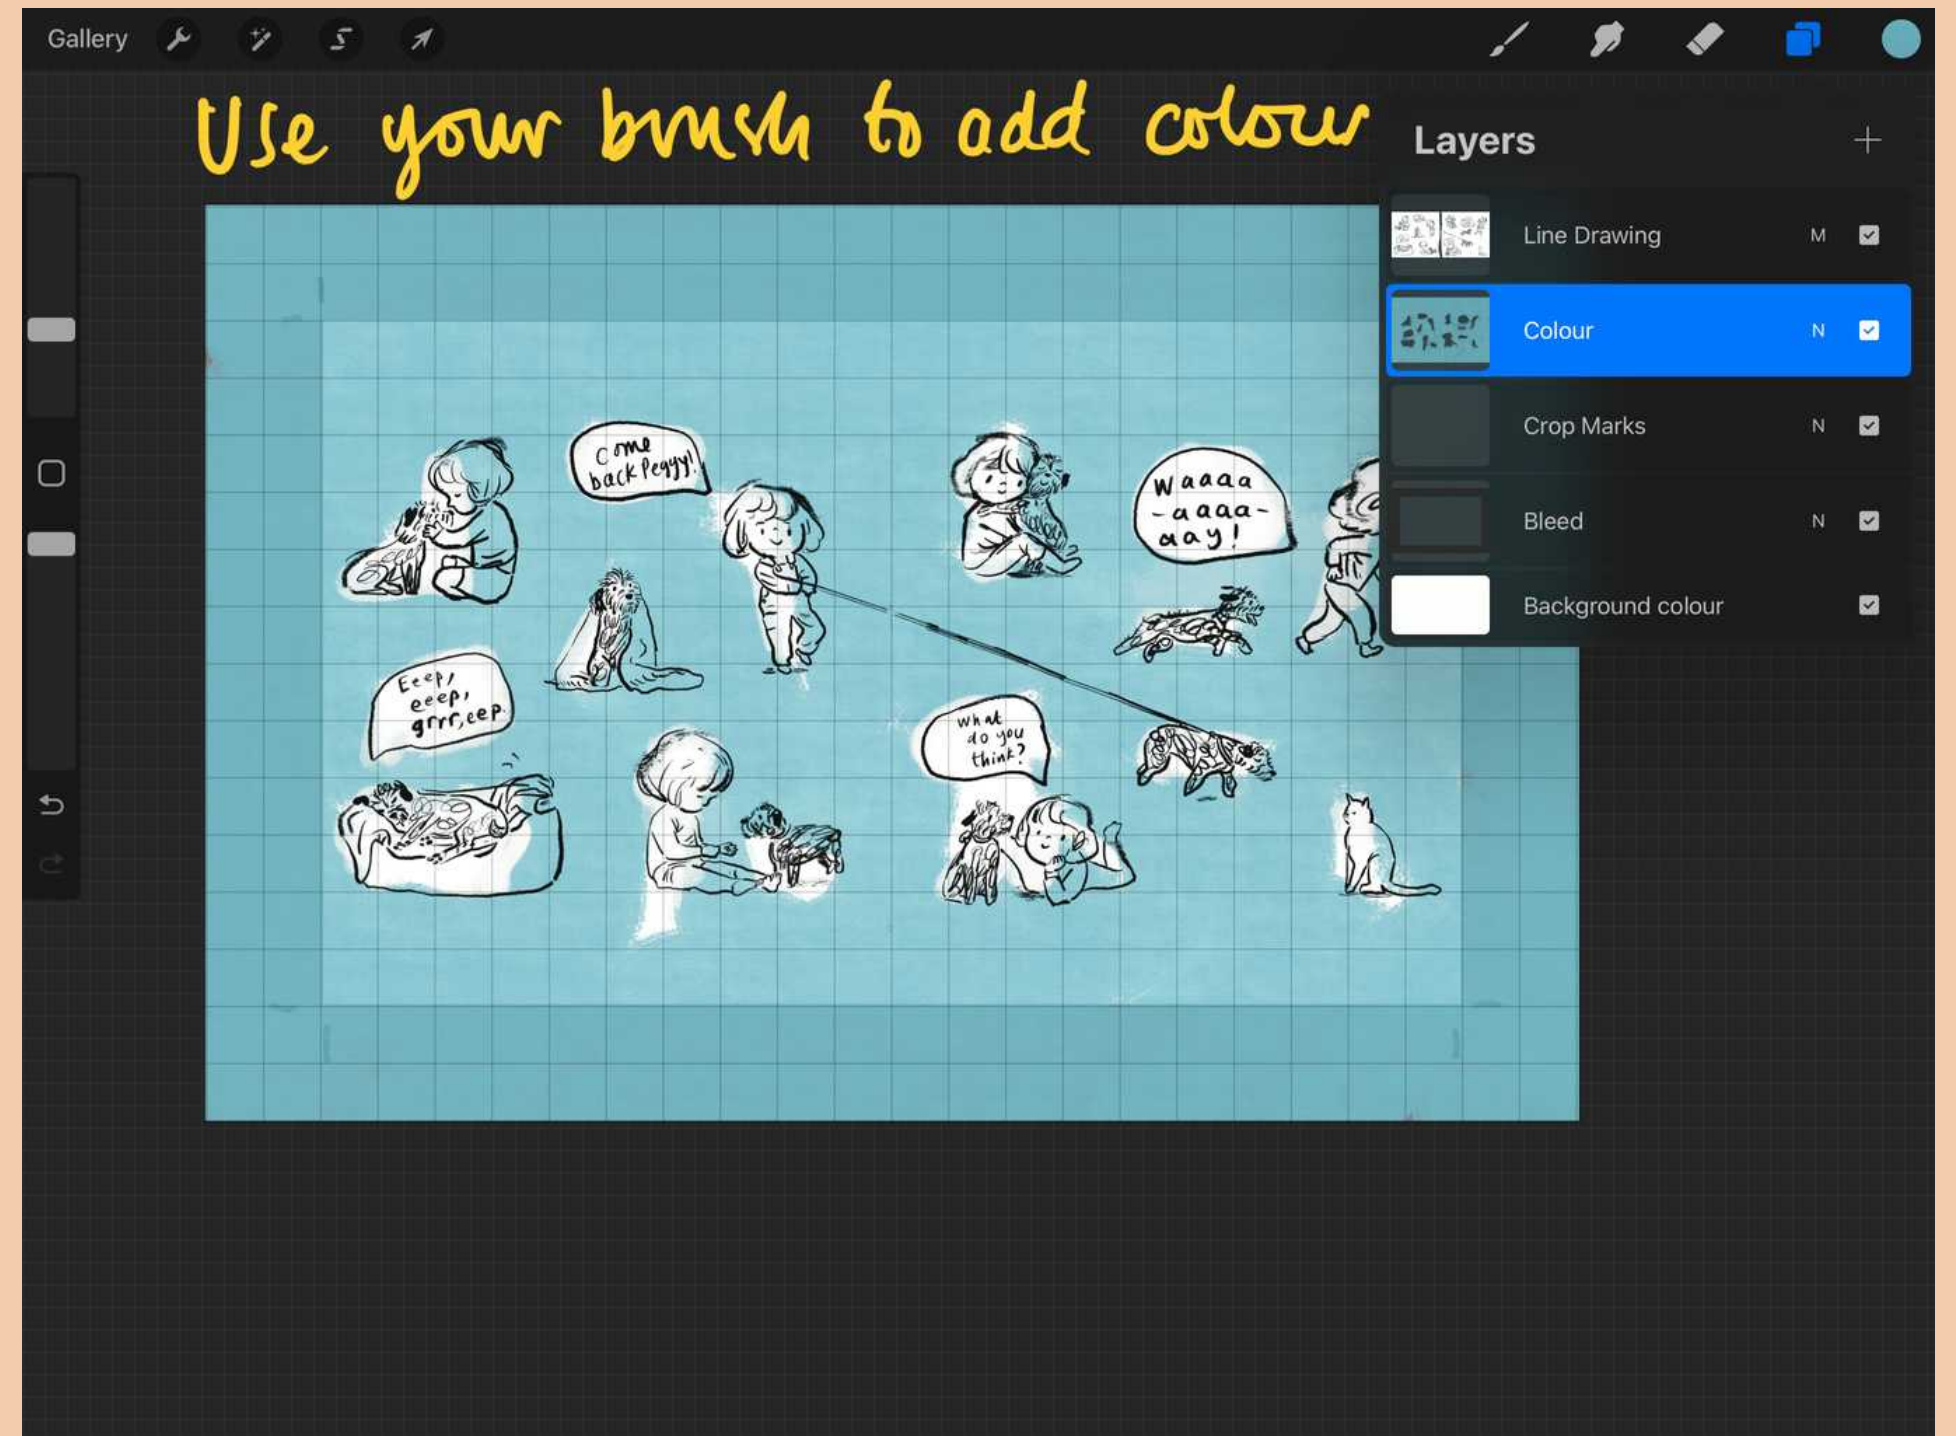 Gallery
Use your brush to add colour
Layers
Line Drawing M
Colour N
Crop Marks N
Bleed N
Background colour
Come
back Peggy!
Waaaa
-aaaa-
aay!
Eeep,
eeep,
grrr, eep.
What
do you
think?